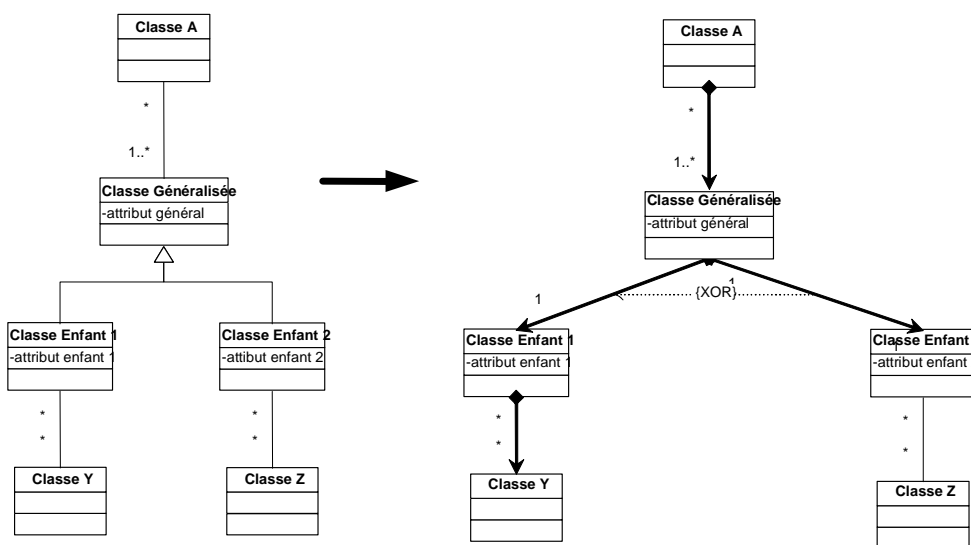 Classe A
*
1..*
Classe Généralisée
-attribut général
Classe Enfant 1
-attribut enfant 1
Classe Enfant 2
-attibut enfant 2
*
*
*
*
Classe Y
Classe Z
Classe A
*
1..*
Classe Généralisée
-attribut général
1
1
{XOR}
Classe Enfant 1
-attribut enfant 1
Classe Enfant
-attribut enfant
*
*
*
*
Classe Y
Classe Z